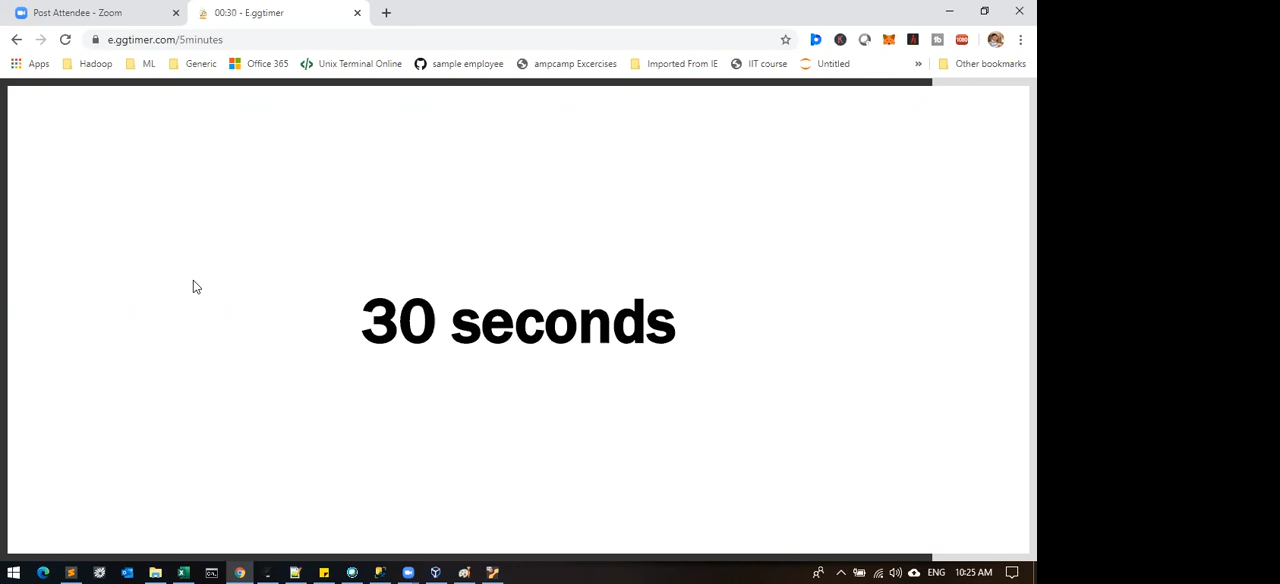 Post Attendee - Zoom
00:30 - E.ggtimer
e.ggtimer.com/5minutes
Apps Hadoop ML Generic Office 365 Unix Terminal Online sample employee ampcamp Excercises Imported From IE IIT course Untitled » Other bookmarks
30 seconds
ENG 10:25 AM